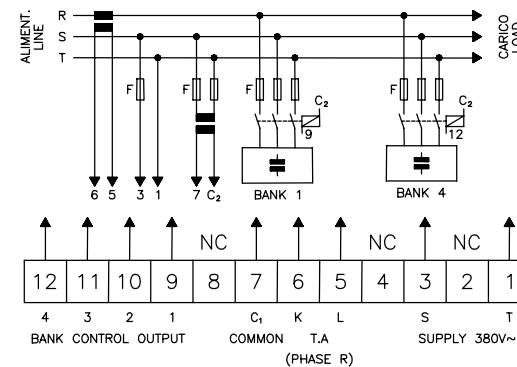 ALIMENT.
LINE
R
S
T
CARICO
LOAD
F
F
F
F
C2
9
C2
12
6 5 3 1 7 C2
BANK 1
BANK 4
NC
NC
NC
12 11 10 9 8 7 6 5 4 3 2 1
4 3 2 1 C1 K L S T
BANK CONTROL OUTPUT COMMON T.A SUPPLY 380V~
(PHASE R)